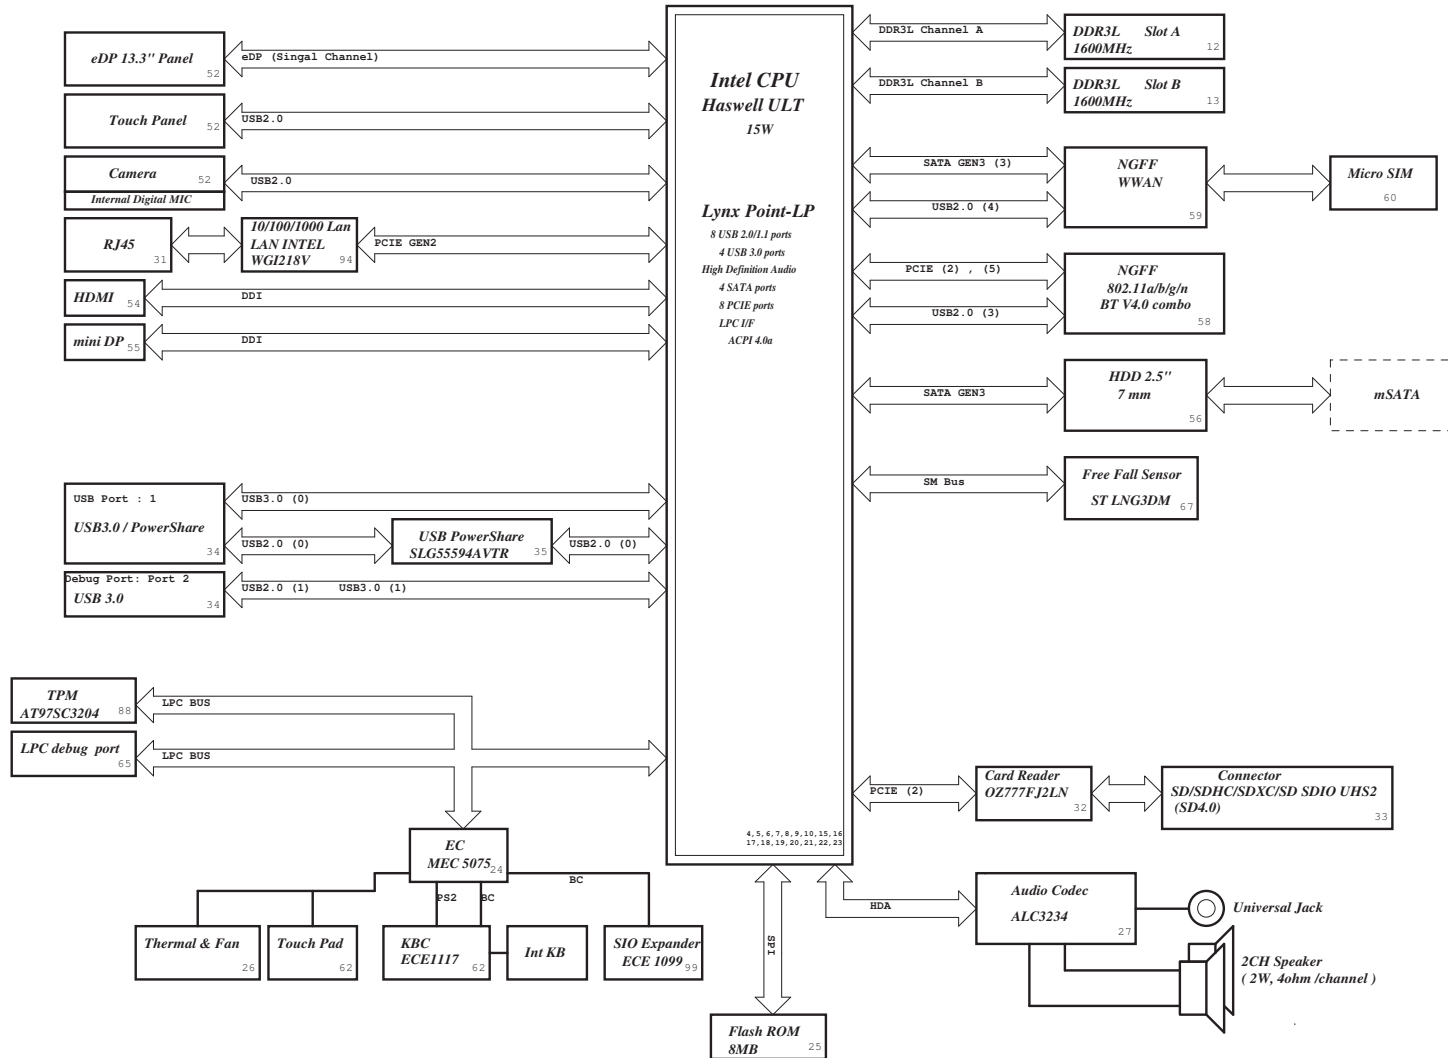 eDP 13.3" Panel
52
eDP (Singal Channel)
Touch Panel
52
USB2.0
Camera
52
Internal Digital MIC
USB2.0
RJ45
31
10/100/1000 Lan
LAN INTEL
WGI218V
94
PCIE GEN2
HDMI
54
DDI
mini DP
55
DDI
USB Port : 1
USB3.0 / PowerShare
34
USB3.0 (0)
USB2.0 (0)
USB PowerShare
SLG55594AVTR
35
USB2.0 (0)
Debug Port: Port 2
USB 3.0
34
USB2.0 (1) USB3.0 (1)
TPM
AT97SC3204
88
LPC BUS
LPC debug port
65
LPC BUS
EC
MEC 5075
24
PS2
BC
BC
Thermal & Fan
26
Touch Pad
62
KBC
ECE1117
62
Int KB
SIO Expander
ECE 1099
99
Intel CPU
Haswell ULT
15W
Lynx Point-LP
8 USB 2.0/1.1 ports
4 USB 3.0 ports
High Definition Audio
4 SATA ports
8 PCIE ports
LPC I/F
ACPI 4.0a
4,5,6,7,8,9,10,15,16
17,18,19,20,21,22,23
DDR3L Channel A
DDR3L Slot A
1600MHz
12
DDR3L Channel B
DDR3L Slot B
1600MHz
13
SATA GEN3 (3)
USB2.0 (4)
NGFF
WWAN
59
Micro SIM
60
PCIE (2) , (5)
USB2.0 (3)
NGFF
802.11a/b/g/n
BT V4.0 combo
58
SATA GEN3
HDD 2.5"
7 mm
56
mSATA
SM Bus
Free Fall Sensor
ST LNG3DM
67
PCIE (2)
Card Reader
OZ777FJ2LN
32
Connector
SD/SDHC/SDXC/SD SDIO UHS2
(SD4.0)
33
HDA
Audio Codec
ALC3234
27
Universal Jack
2CH Speaker
( 2W, 4ohm /channel )
SPI
Flash ROM
8MB
25